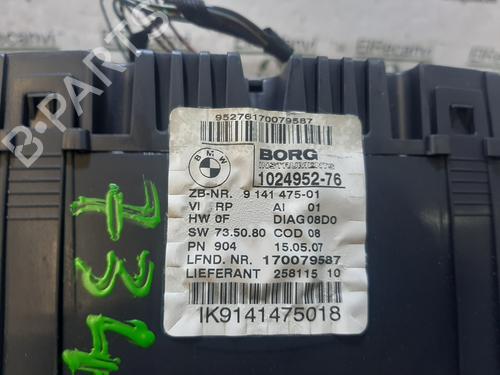 95276170079587
BMW
BORG
INSTRUMENTS
1024952-76
ZB-NR. 9 141 475-01
VI RP AI 01
HW 0F DIAG 08D0
SW 73.50.80 COD 08
PN 904 15.05.07
LFND. NR. 170079587
LIEFERANT 258115 10
1K9141475018
734
B-PARTS